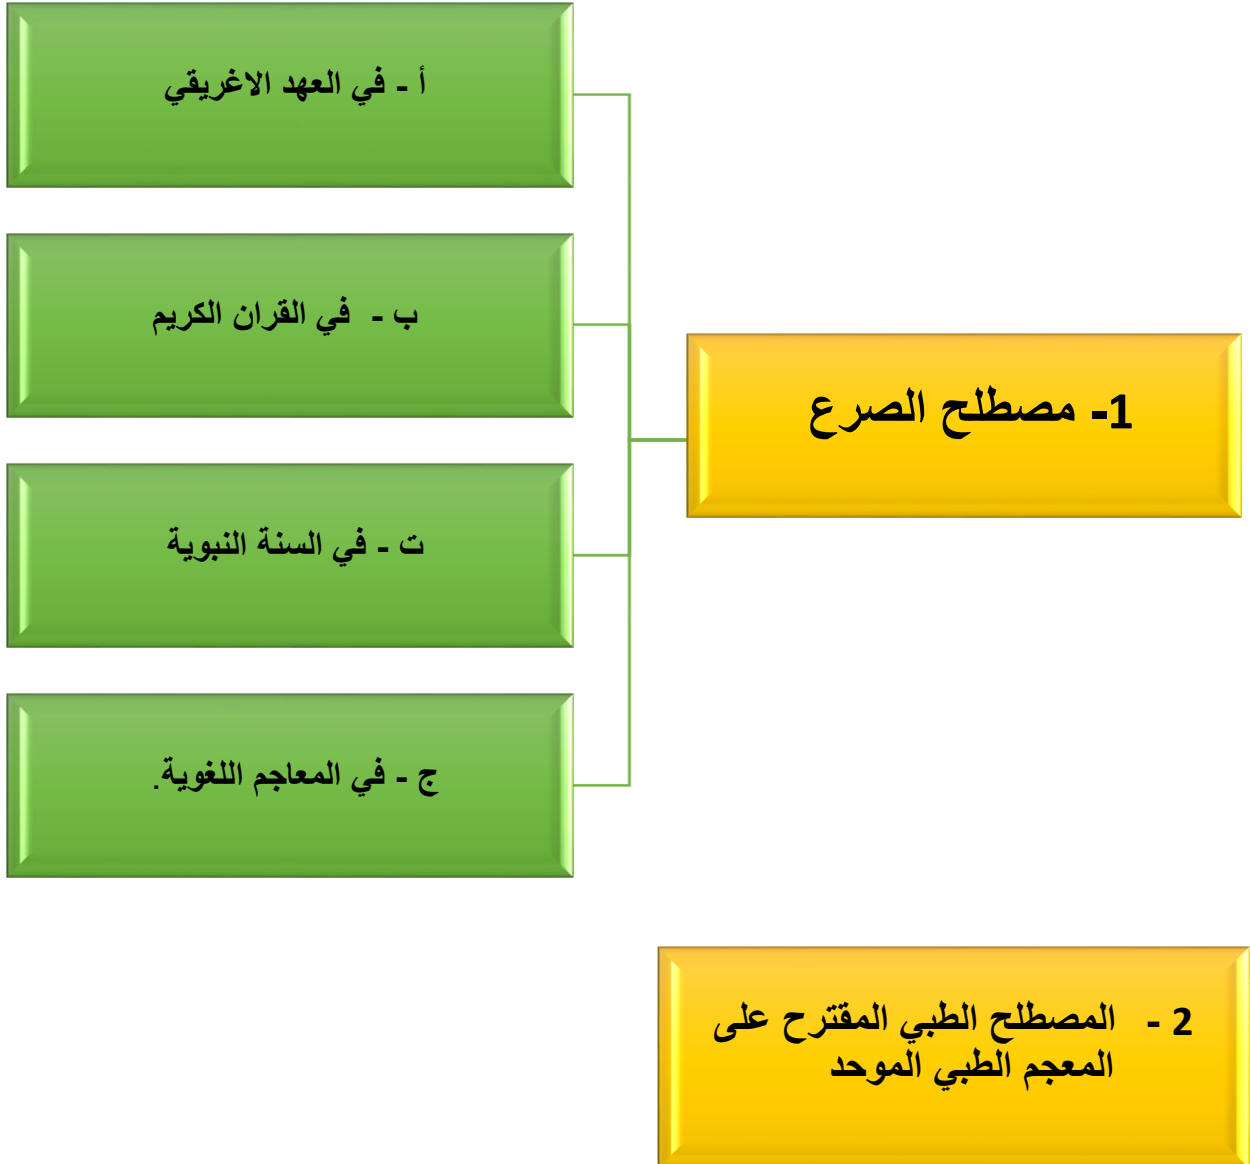 1- مصطلح الصرع
أ - في العهد الاغريقي
ب - في القران الكريم
ت - في السنة النبوية
ج - في المعاجم اللغوية.
2 - المصطلح الطبي المقترح على
المعجم الطبي الموحد